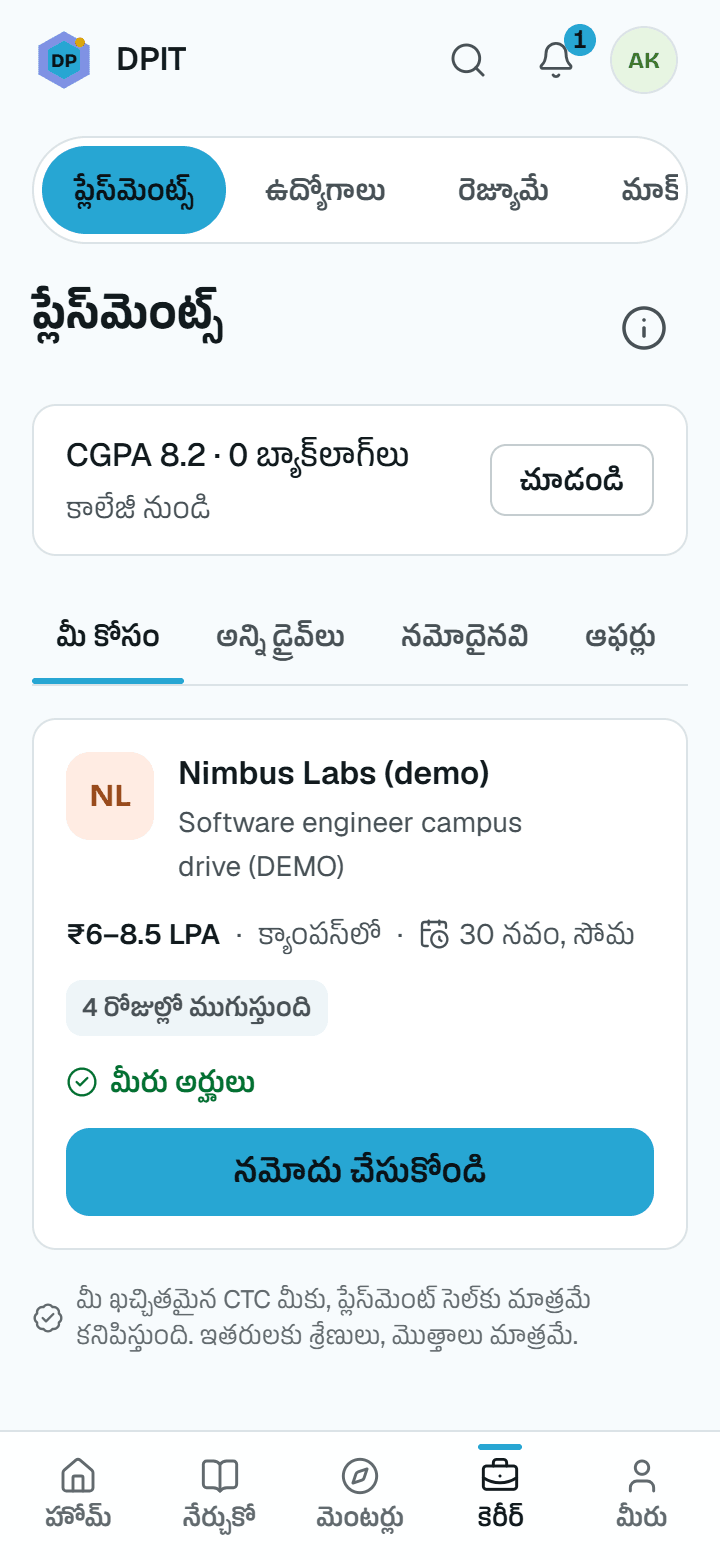 DP
DPIT
1
AK
ప్లేస్‌మెంట్స్
ఉద్యోగాలు
రెజ్యూమే
మాక్
ప్లేస్‌మెంట్స్
CGPA 8.2 · 0 బ్యాక్‌లాగ్‌లు
కాలేజీ నుండి
చూడండి
మీ కోసం
అన్ని డ్రైవ్‌లు
నమోదైనవి
ఆఫర్లు
NL
Nimbus Labs (demo)
Software engineer campus
drive (DEMO)
₹6–8.5 LPA · క్యాంపస్‌లో · 30 నవం, సోమ
4 రోజుల్లో ముగుస్తుంది
మీరు అర్హులు
నమోదు చేసుకోండి
మీ ఖచ్చితమైన CTC మీకు, ప్లేస్‌మెంట్ సెల్‌కు మాత్రమే
కనిపిస్తుంది. ఇతరులకు శ్రేణులు, మొత్తాలు మాత్రమే.
హోమ్
నేర్చుకో
మెంటర్లు
కెరీర్
మీరు